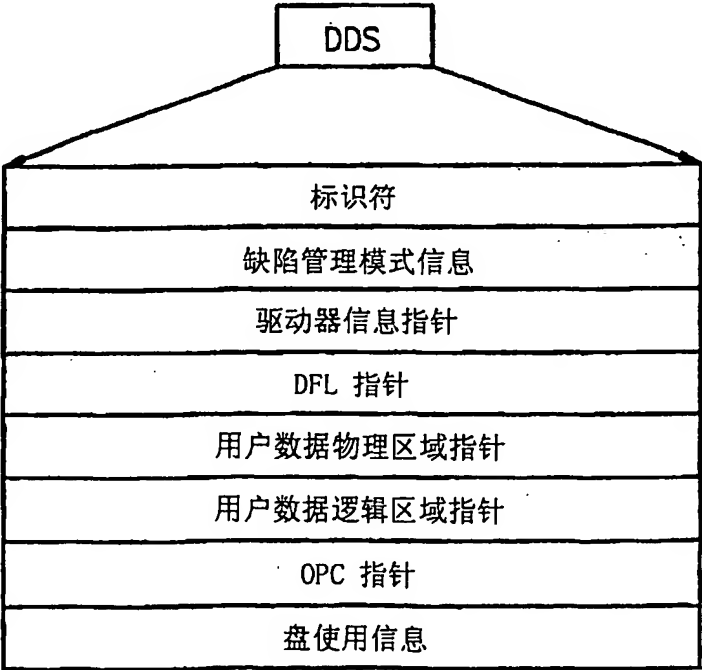 DDS
标识符
缺陷管理模式信息
驱动器信息指针
DFL 指针
用户数据物理区域指针
用户数据逻辑区域指针
OPC 指针
盘使用信息